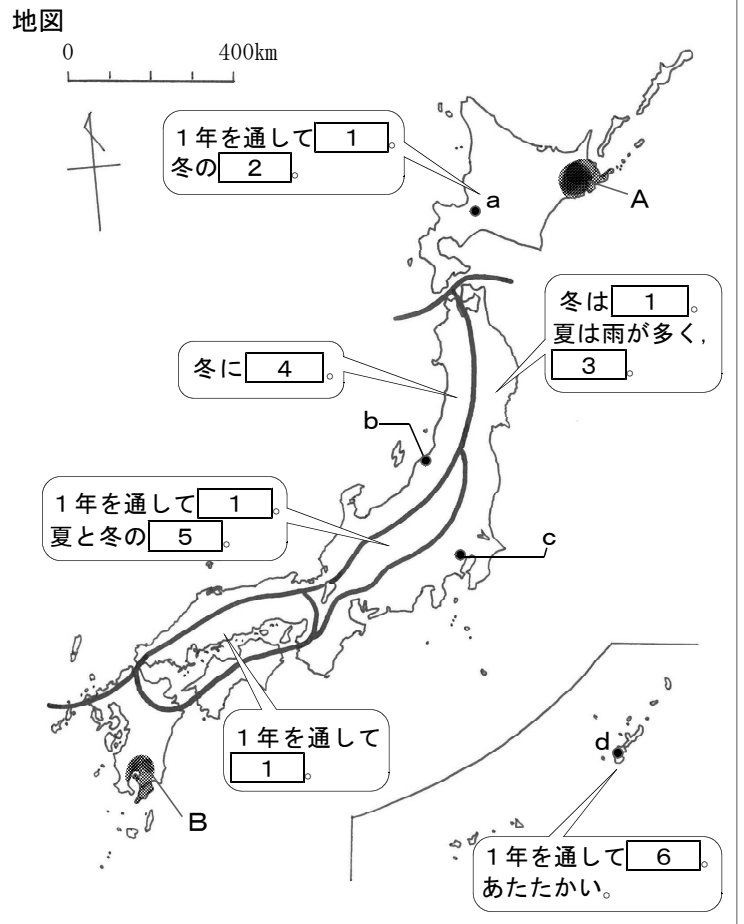 地図
0 400km
１年を通して 1 。
冬の 2 。
a
A
冬は 1 。
夏は雨が多く，
3 。
冬に 4 。
b
１年を通して 1 。
夏と冬の 5 。
c
１年を通して
1 。
d
B
１年を通して 6 。
あたたかい。